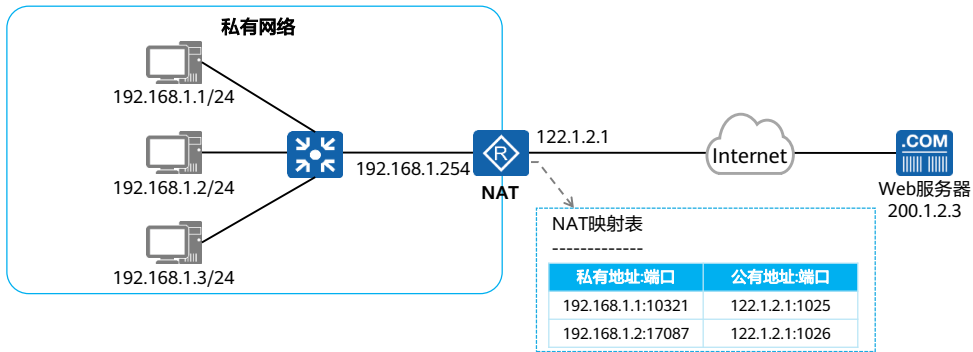 私有网络
192.168.1.1/24
192.168.1.2/24
192.168.1.3/24
192.168.1.254
R
NAT
122.1.2.1
Internet
.COM
Web服务器
200.1.2.3
NAT映射表
-------------
私有地址:端口 公有地址:端口
192.168.1.1:10321 122.1.2.1:1025
192.168.1.2:17087 122.1.2.1:1026